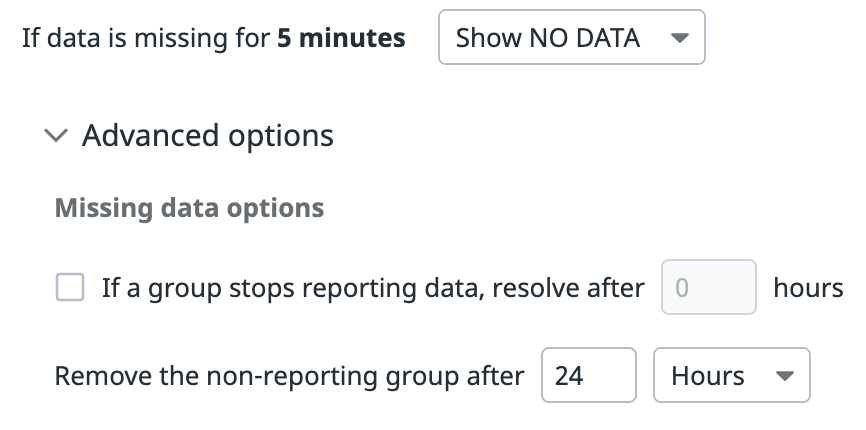 If data is missing for 5 minutes Show NO DATA
Advanced options
Missing data options
If a group stops reporting data, resolve after 0 hours
Remove the non-reporting group after 24 Hours